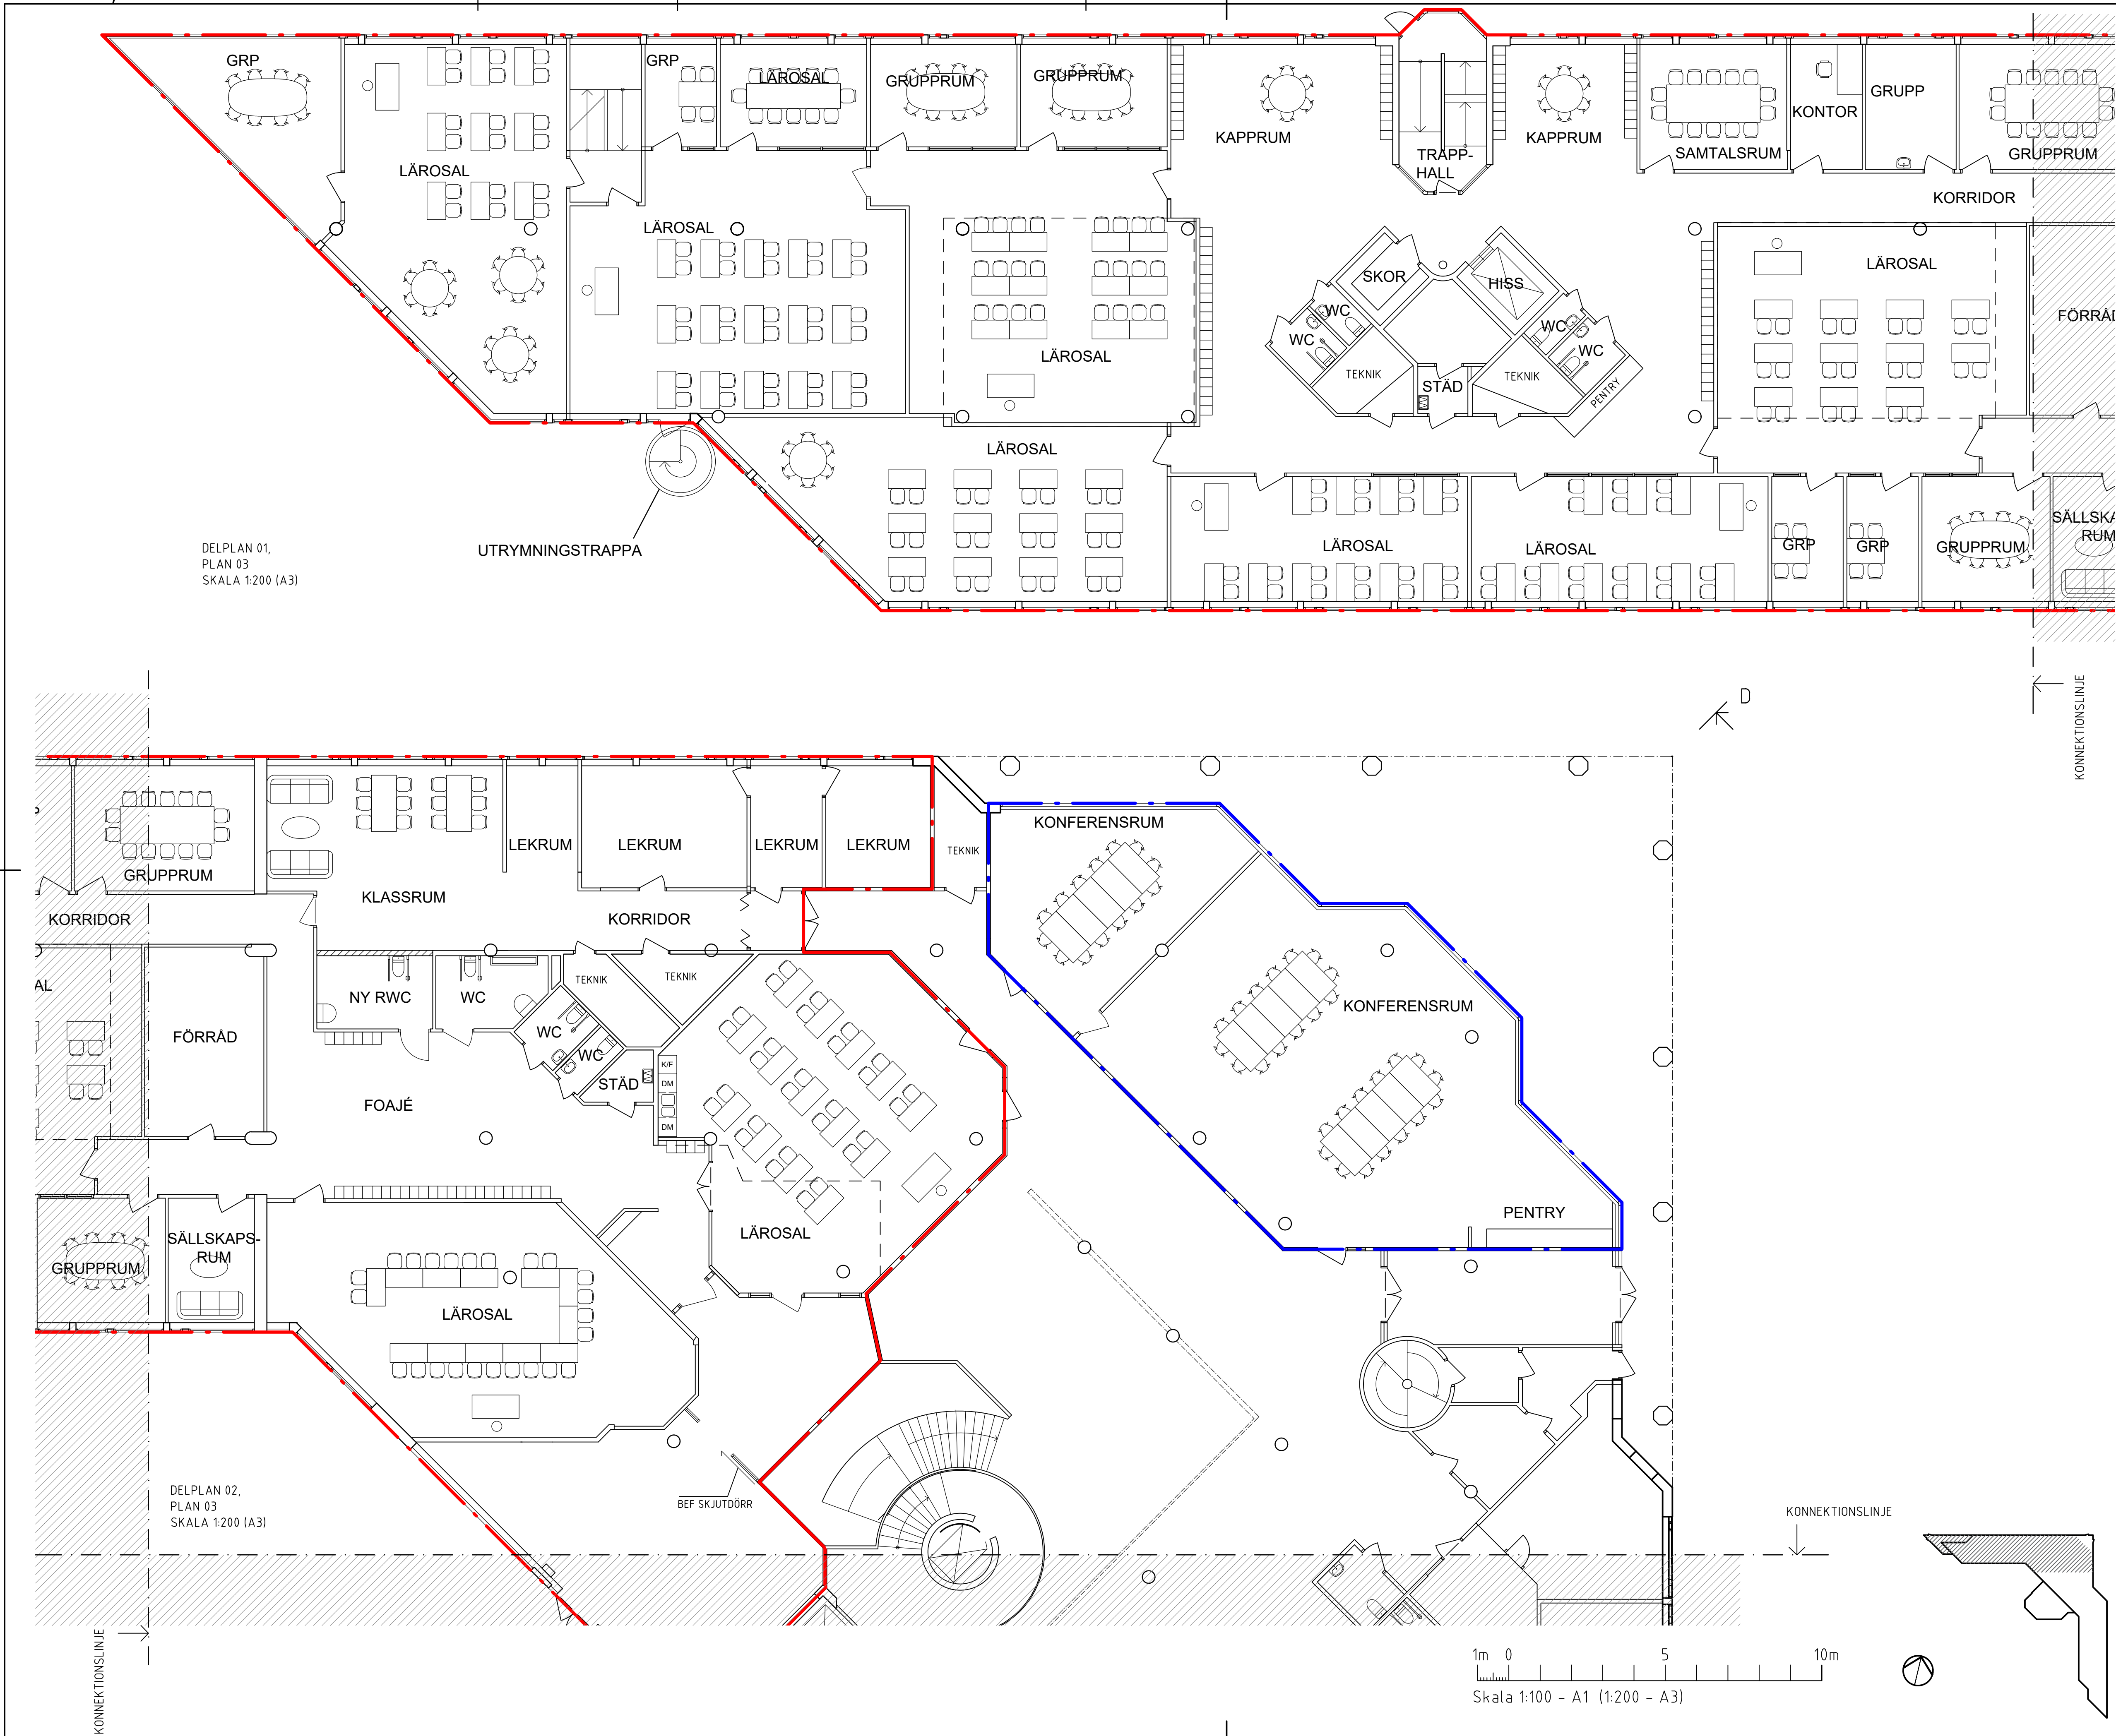 GRP
GRP
LÄROSAL
GRUPPRUM
GRUPPRUM
KAPPRUM
TRAPP-
HALL
KAPPRUM
SAMTALSRUM
KONTOR
GRUPP
GRUPPRUM
LÄROSAL
LÄROSAL
KORRIDOR
SKOR
HISS
LÄROSAL
FÖRRÅD
WC
WC
WC
WC
LÄROSAL
TEKNIK
STÄD
TEKNIK
PENTRY
LÄROSAL
UTRYMNINGSTRAPPA
DELPLAN 01,
PLAN 03
SKALA 1:200 (A3)
LÄROSAL
LÄROSAL
GRP
GRP
GRUPPRUM
SÄLLSKA
RUM
D
KONNEKTIONSLINJE
GRUPPRUM
KLASSRUM
LEKRUM
LEKRUM
LEKRUM
LEKRUM
TEKNIK
KONFERENSRUM
KORRIDOR
KORRIDOR
AL
NY RWC
WC
TEKNIK
TEKNIK
KONFERENSRUM
FÖRRÅD
WC
WC
STÄD
K/F
DM
DM
FOAJÉ
LÄROSAL
PENTRY
GRUPPRUM
SÄLLSKAPS-
RUM
LÄROSAL
DELPLAN 02,
PLAN 03
SKALA 1:200 (A3)
BEF SKJUTDÖRR
KONNEKTIONSLINJE
KONNEKTIONSLINJE
1m 0 5 10m
Skala 1:100 - A1 (1:200 - A3)